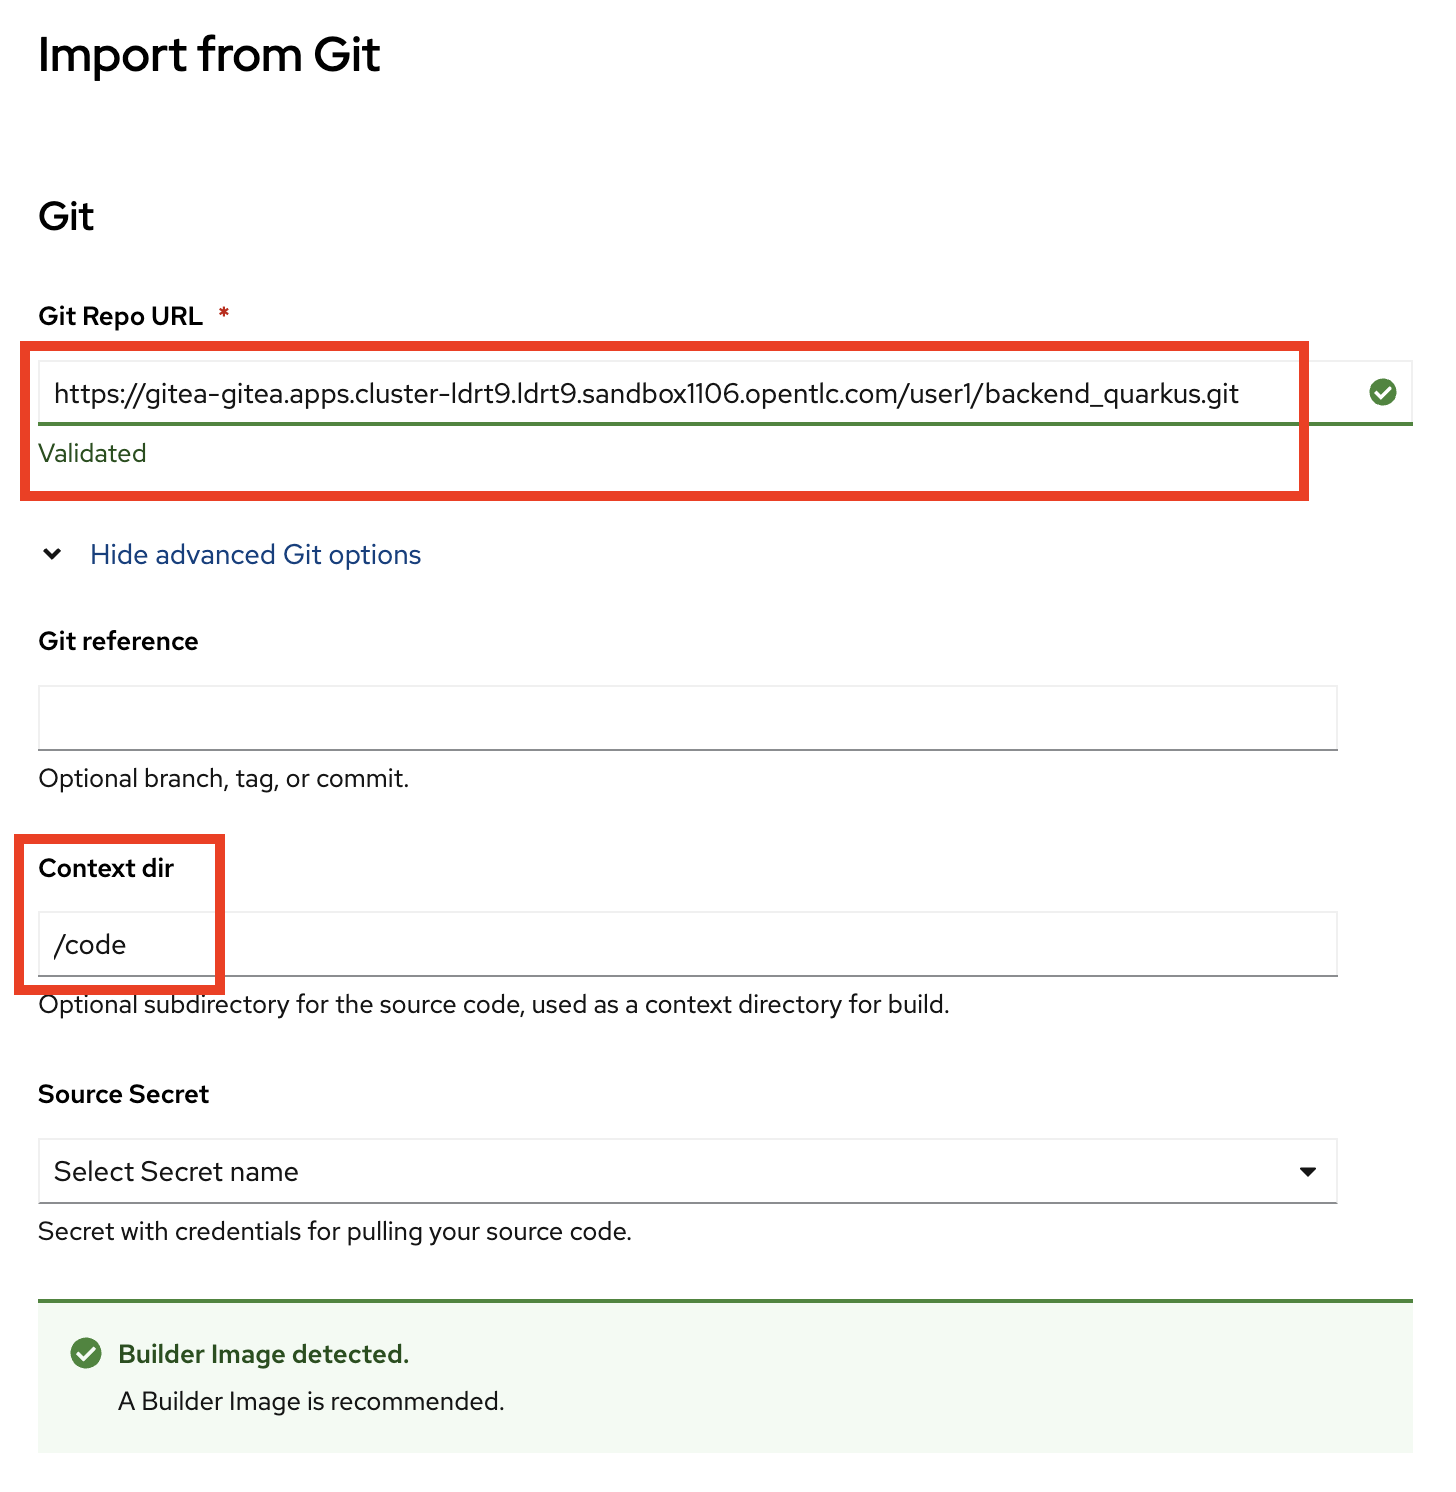 Import from Git
Git
Git Repo URL *
https://gitea-gitea.apps.cluster-ldrt9.ldrt9.sandbox1106.opentlc.com/user1/backend_quarkus.git
Validated
Hide advanced Git options
Git reference
Optional branch, tag, or commit.
Context dir
/code
Optional subdirectory for the source code, used as a context directory for build.
Source Secret
Select Secret name
Secret with credentials for pulling your source code.
Builder Image detected.
A Builder Image is recommended.